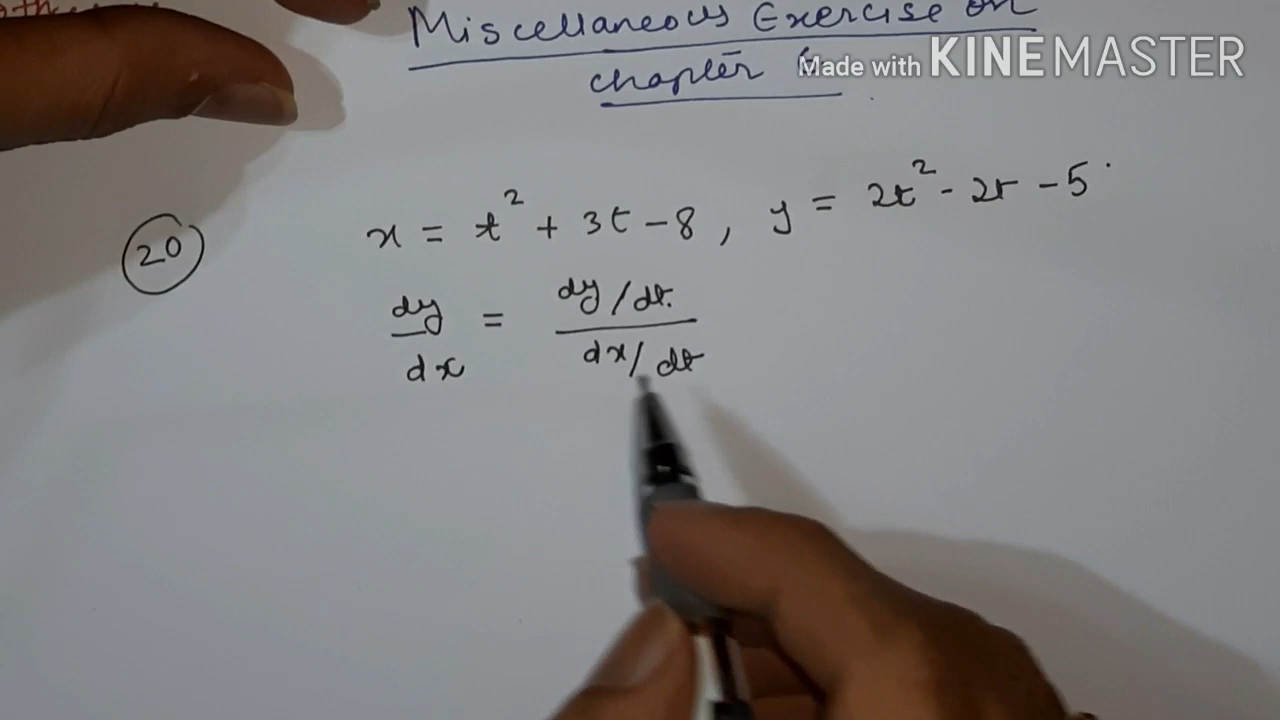 Miscellaneous Exercise on
chapter 6
Made with KINEMASTER
20 x = t² + 3t - 8, y = 2t² - 2t - 5.
dy/dx = (dy/dt)/(dx/dt)